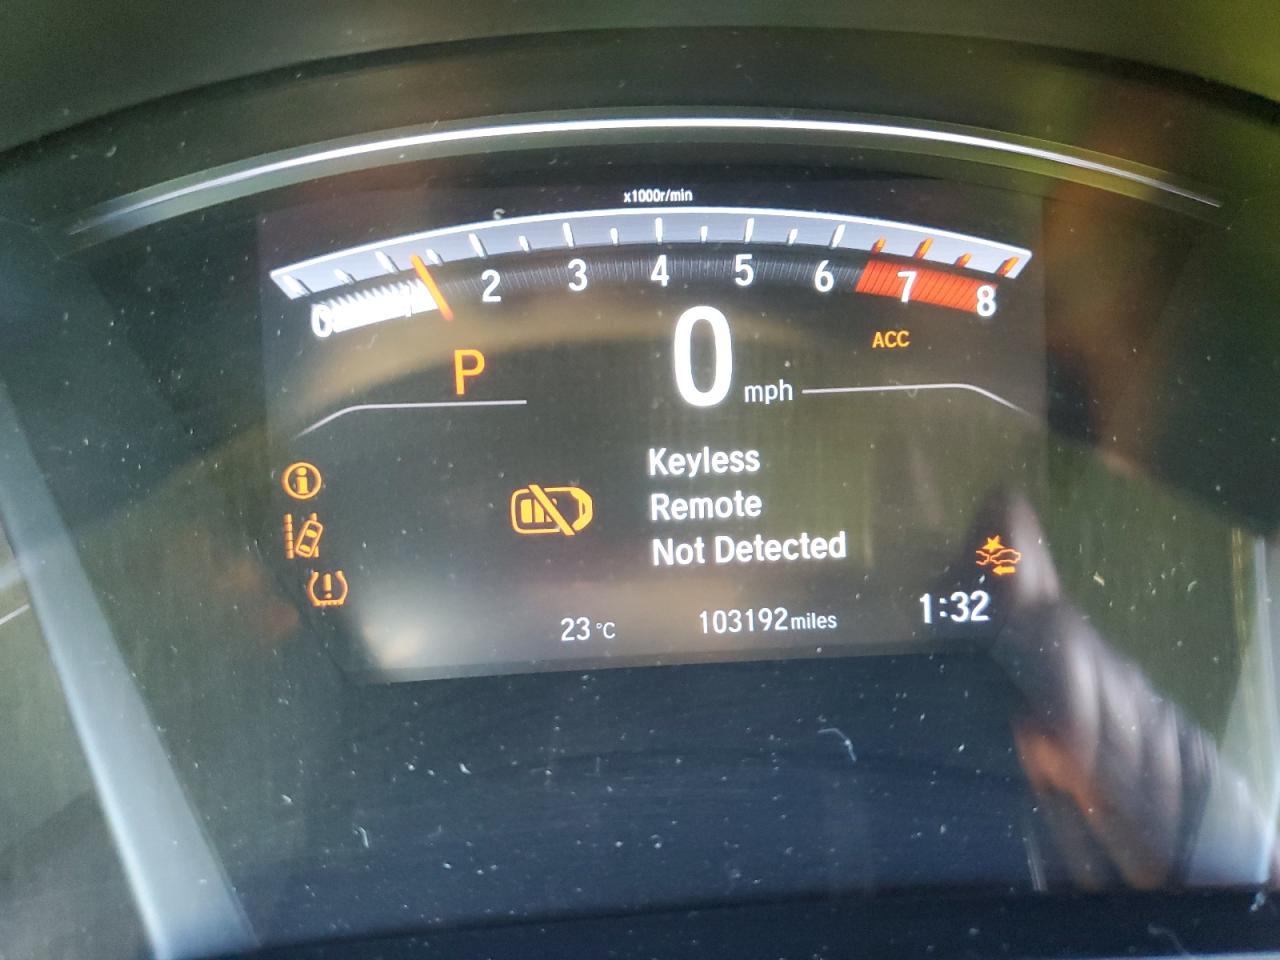 x1000r/min
0 2 3 4 5 6 7 8
P 0 mph ACC
Keyless
Remote
Not Detected
23°C 103192 miles 1:32